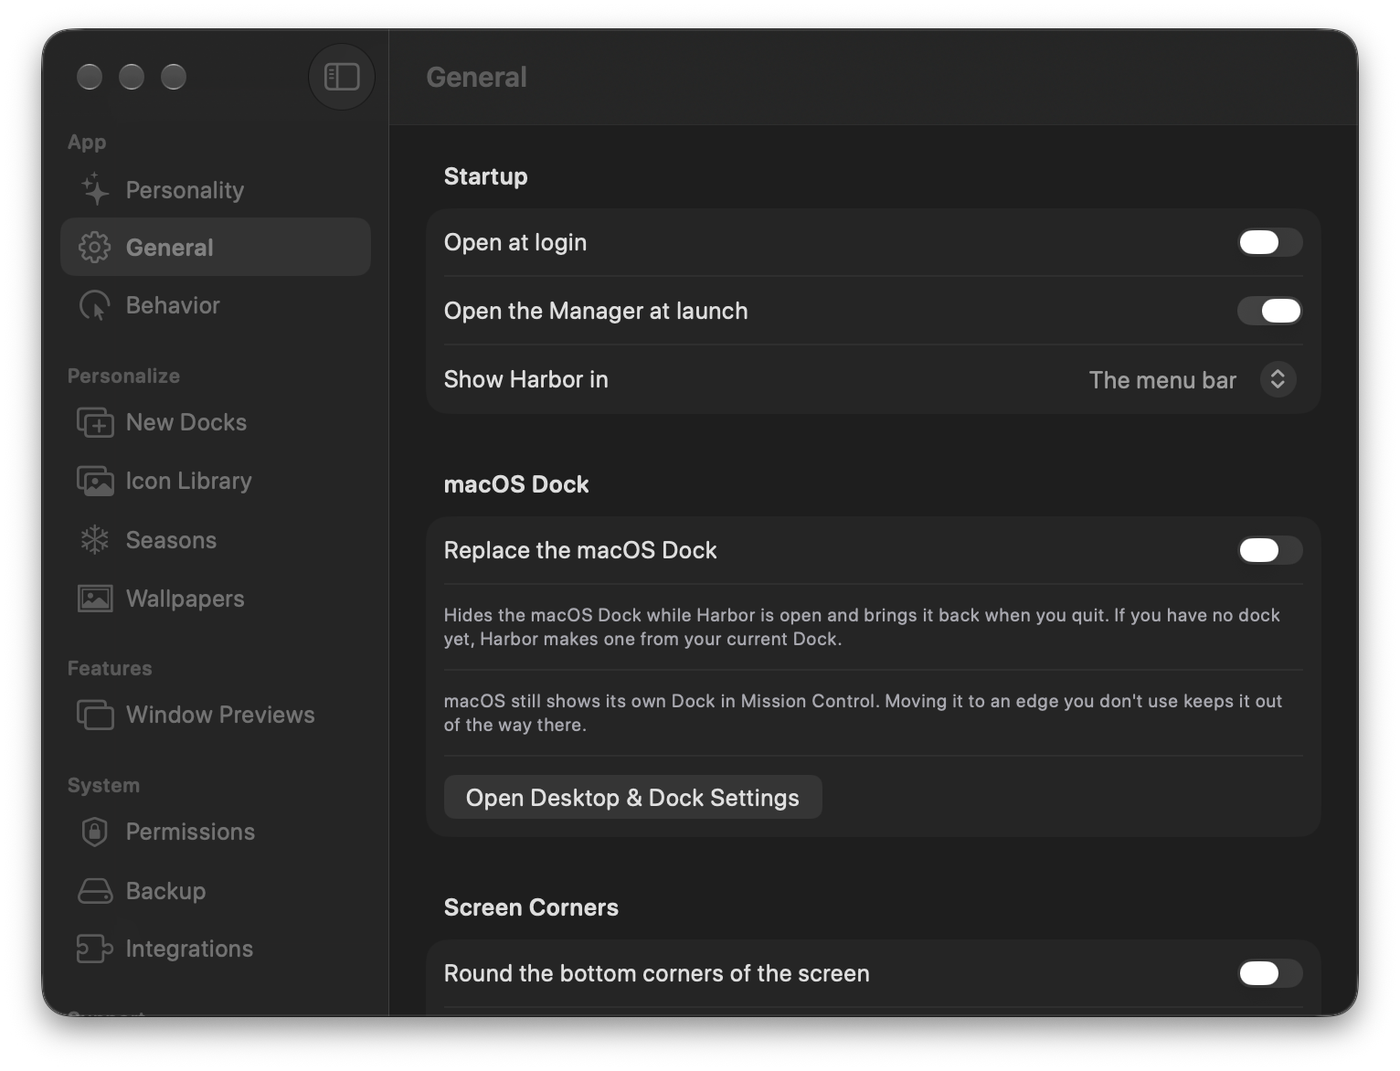 General
App
Personality
General
Behavior
Personalize
New Docks
Icon Library
Seasons
Wallpapers
Features
Window Previews
System
Permissions
Backup
Integrations
Startup
Open at login
Open the Manager at launch
Show Harbor in
The menu bar
macOS Dock
Replace the macOS Dock
Hides the macOS Dock while Harbor is open and brings it back when you quit. If you have no dock
yet, Harbor makes one from your current Dock.
macOS still shows its own Dock in Mission Control. Moving it to an edge you don't use keeps it out
of the way there.
Open Desktop & Dock Settings
Screen Corners
Round the bottom corners of the screen